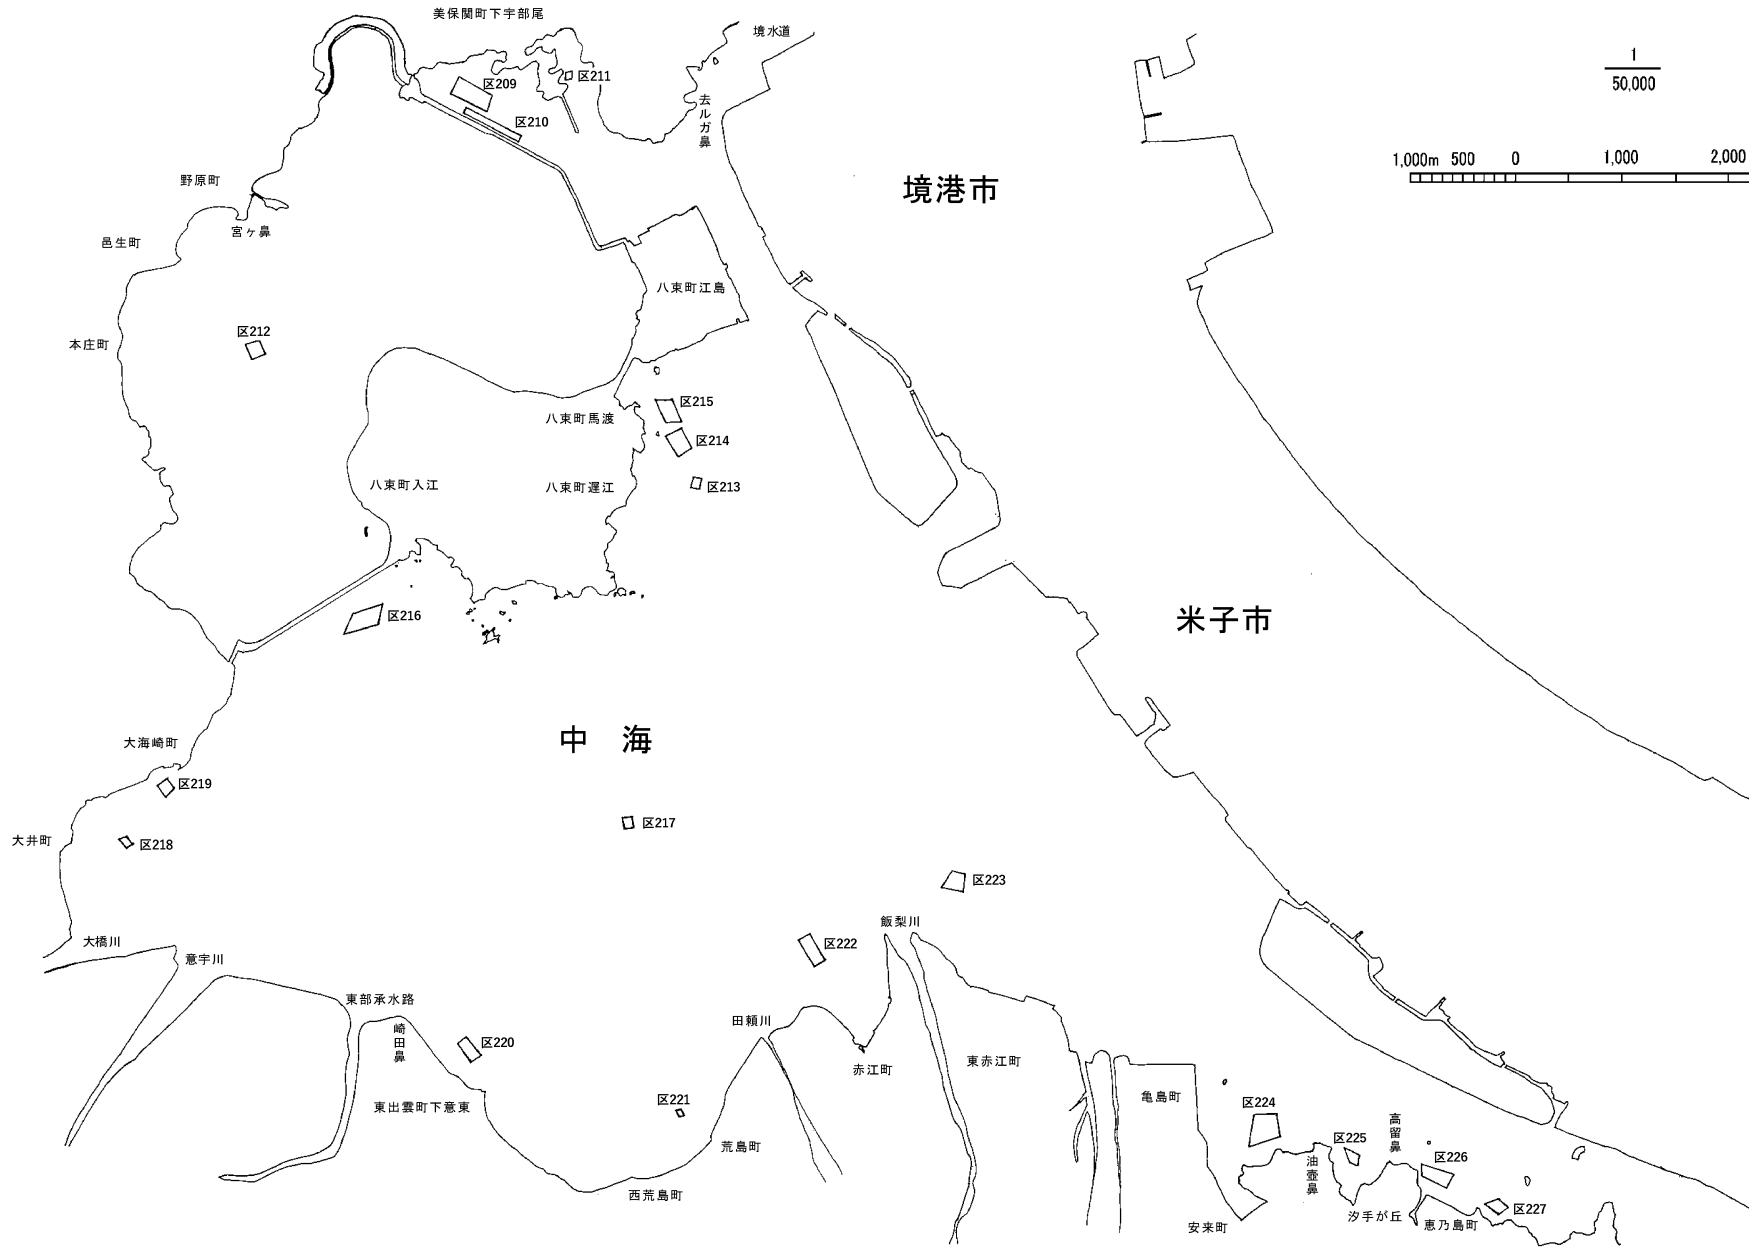 美保関町下宇部尾
境水道
1
50,000
区211
区209
去ルガ鼻
区210
1,000m 500 0 1,000 2,000
野原町
境港市
宮ヶ鼻
邑生町
八束町江島
区212
本庄町
区215
八束町馬渡
区214
八束町入江
八束町遅江
区213
区216
米子市
中 海
大海崎町
区219
区217
大井町
区218
区223
飯梨川
大橋川
区222
意宇川
東部承水路
田頼川
崎田鼻
区220
赤江町
東赤江町
区221
東出雲町下意東
亀島町
区224
荒島町
高留鼻
区225
区226
油壺鼻
西荒島町
汐手が丘
恵乃島町
区227
安来町